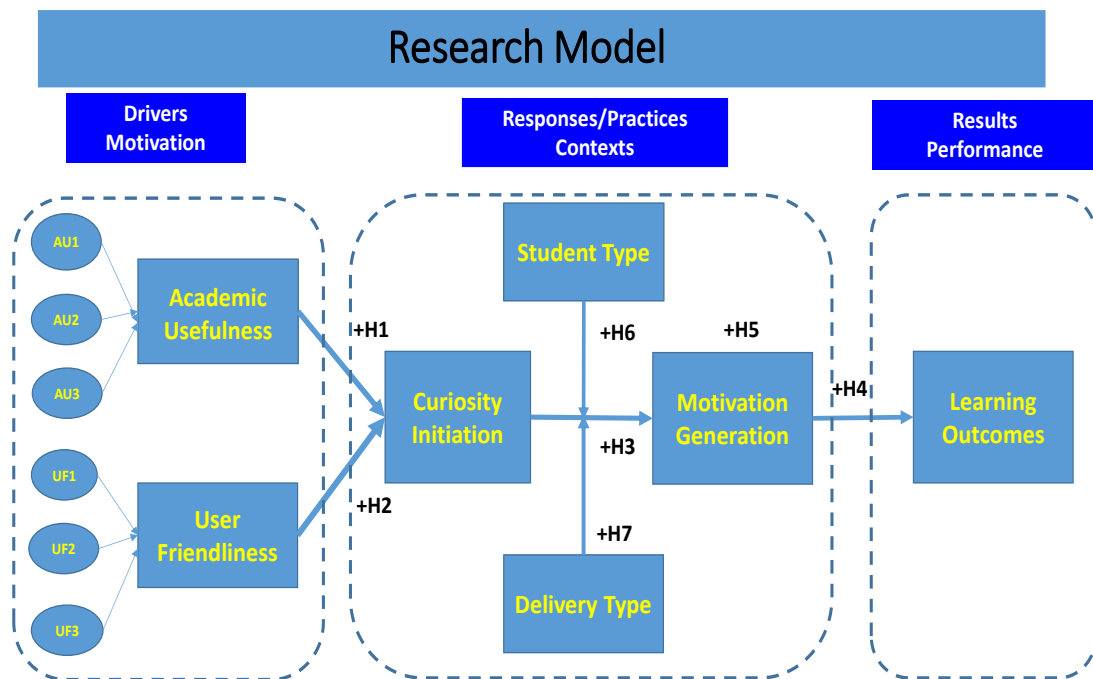 Research Model
Drivers
Motivation
Responses/Practices
Contexts
Results
Performance
AU1
AU2
AU3
Academic
Usefulness
UF1
UF2
UF3
User
Friendliness
+H1
+H2
Curiosity
Initiation
Student Type
+H6
+H3
+H7
Delivery Type
+H5
Motivation
Generation
+H4
Learning
Outcomes